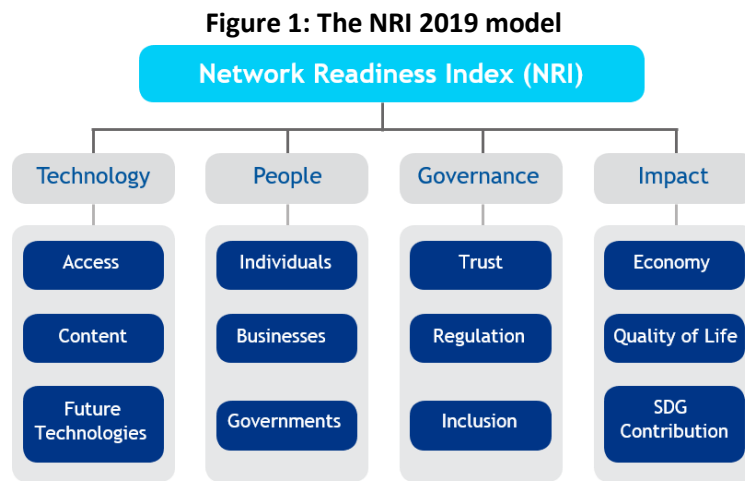 Figure 1: The NRI 2019 model
Network Readiness Index (NRI)
Technology
People
Governance
Impact
Access
Individuals
Trust
Economy
Content
Businesses
Regulation
Quality of Life
Future
Technologies
Governments
Inclusion
SDG
Contribution